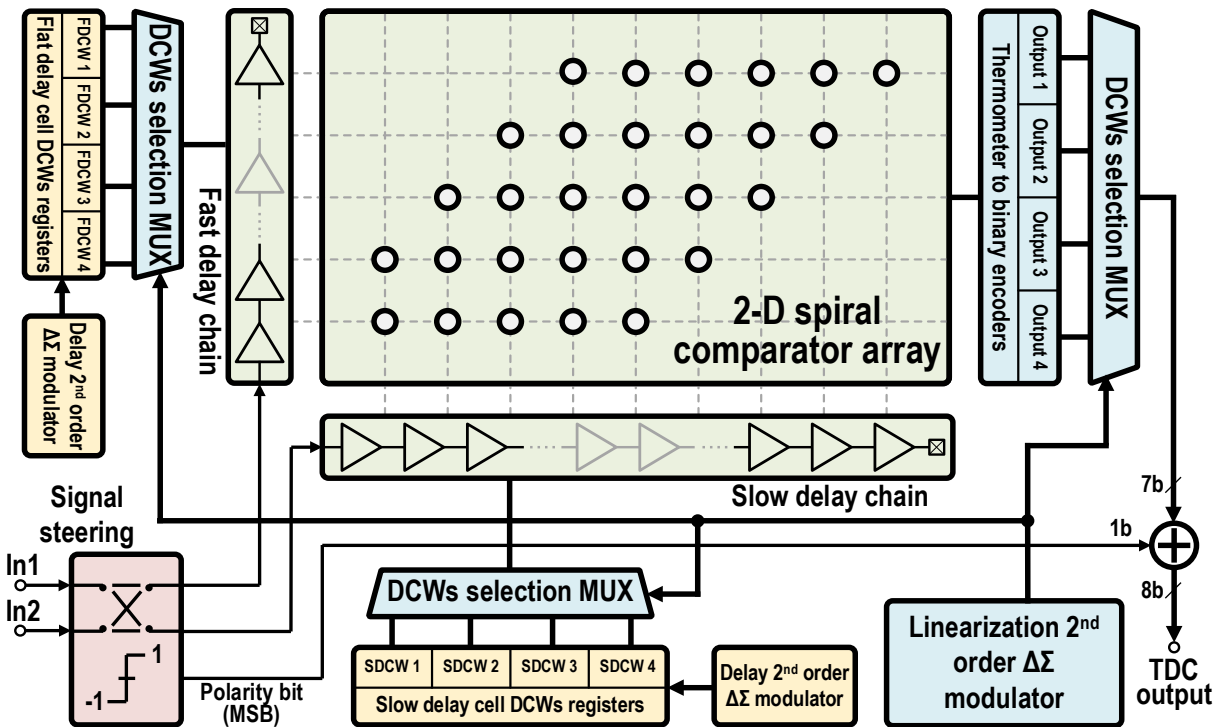 Flat delay cell DCWs registers
FDCW 1
FDCW 2
FDCW 3
FDCW 4
DCWs selection MUX
Delay 2nd order
ΔΣ modulator
Fast delay chain
2-D spiral
comparator array
Thermometer to binary encoders
Output 1
Output 2
Output 3
Output 4
DCWs selection MUX
Slow delay chain
Signal
steering
In1
In2
1
-1
Polarity bit
(MSB)
DCWs selection MUX
SDCW 1
SDCW 2
SDCW 3
SDCW 4
Slow delay cell DCWs registers
Delay 2nd order
ΔΣ modulator
Linearization 2nd
order ΔΣ
modulator
7b
1b
8b
TDC
output